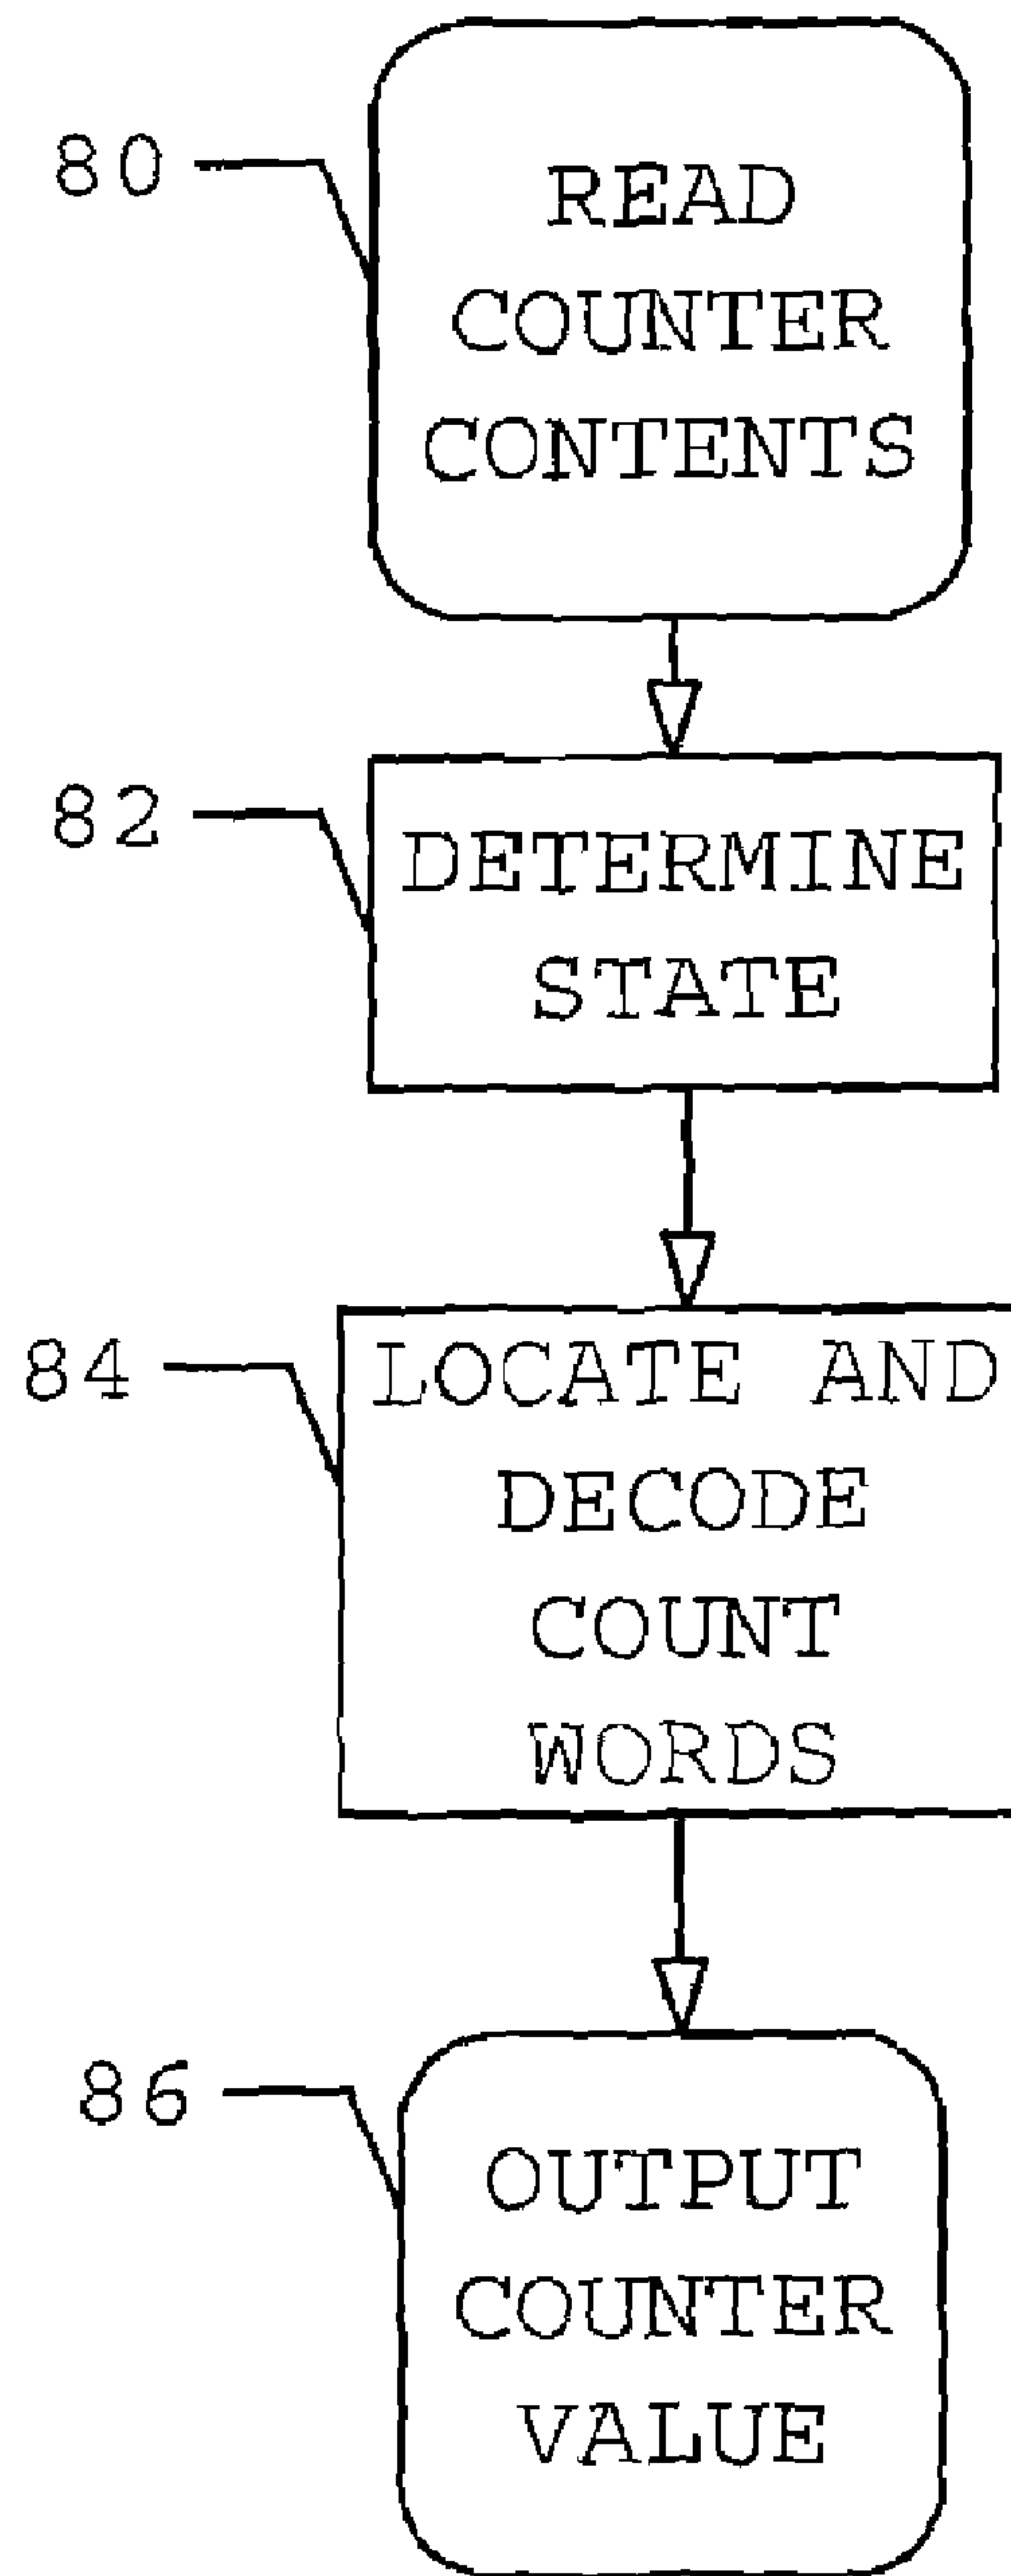 80
READ
COUNTER
CONTENTS
82
DETERMINE
STATE
84
LOCATE AND
DECODE
COUNT
WORDS
86
OUTPUT
COUNTER
VALUE